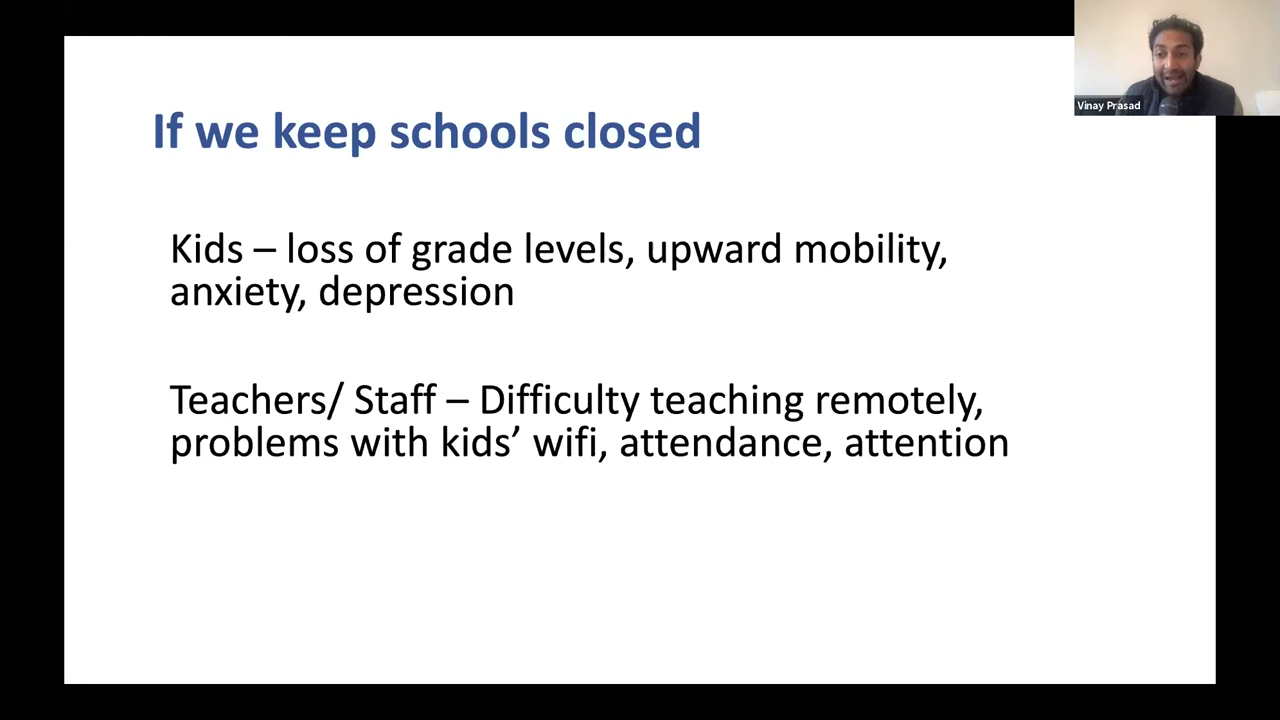 If we keep schools closed
Kids – loss of grade levels, upward mobility,
anxiety, depression
Teachers/ Staff – Difficulty teaching remotely,
problems with kids’ wifi, attendance, attention
Vinay Prasad